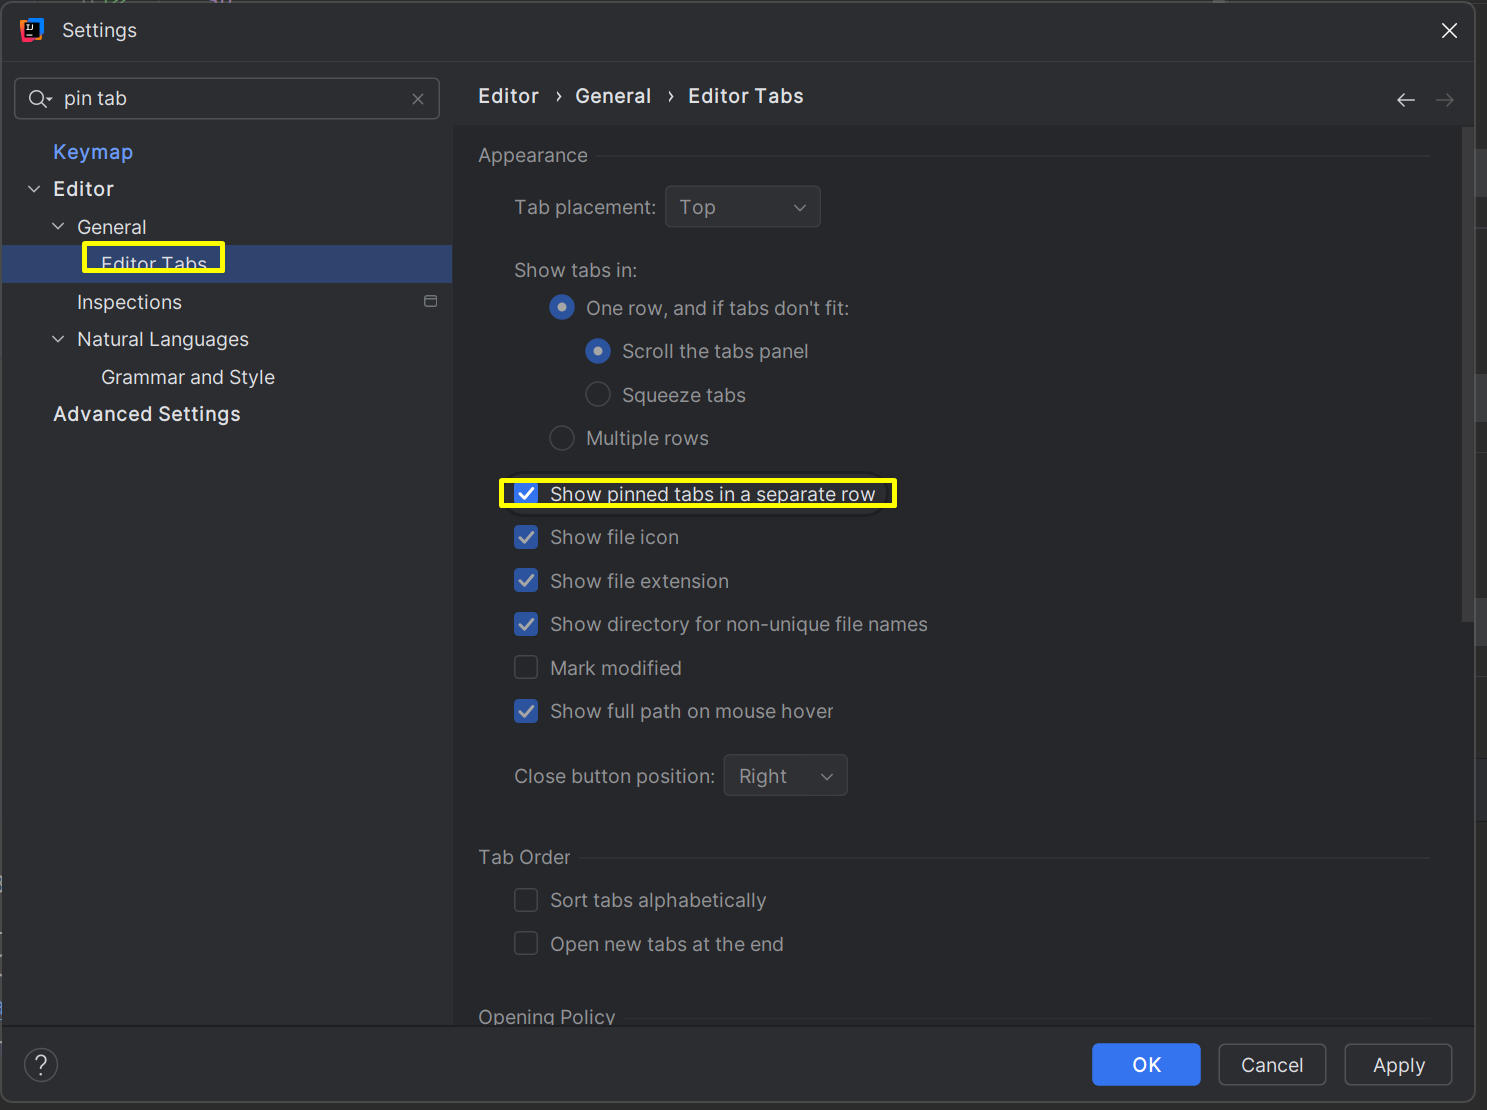 Settings
pin tab
Keymap
Editor
General
Editor Tabs
Inspections
Natural Languages
Grammar and Style
Advanced Settings
Editor › General › Editor Tabs
Appearance
Tab placement: Top
Show tabs in:
One row, and if tabs don't fit:
Scroll the tabs panel
Squeeze tabs
Multiple rows
Show pinned tabs in a separate row
Show file icon
Show file extension
Show directory for non-unique file names
Mark modified
Show full path on mouse hover
Close button position: Right
Tab Order
Sort tabs alphabetically
Open new tabs at the end
Opening Policy
?
OK Cancel Apply